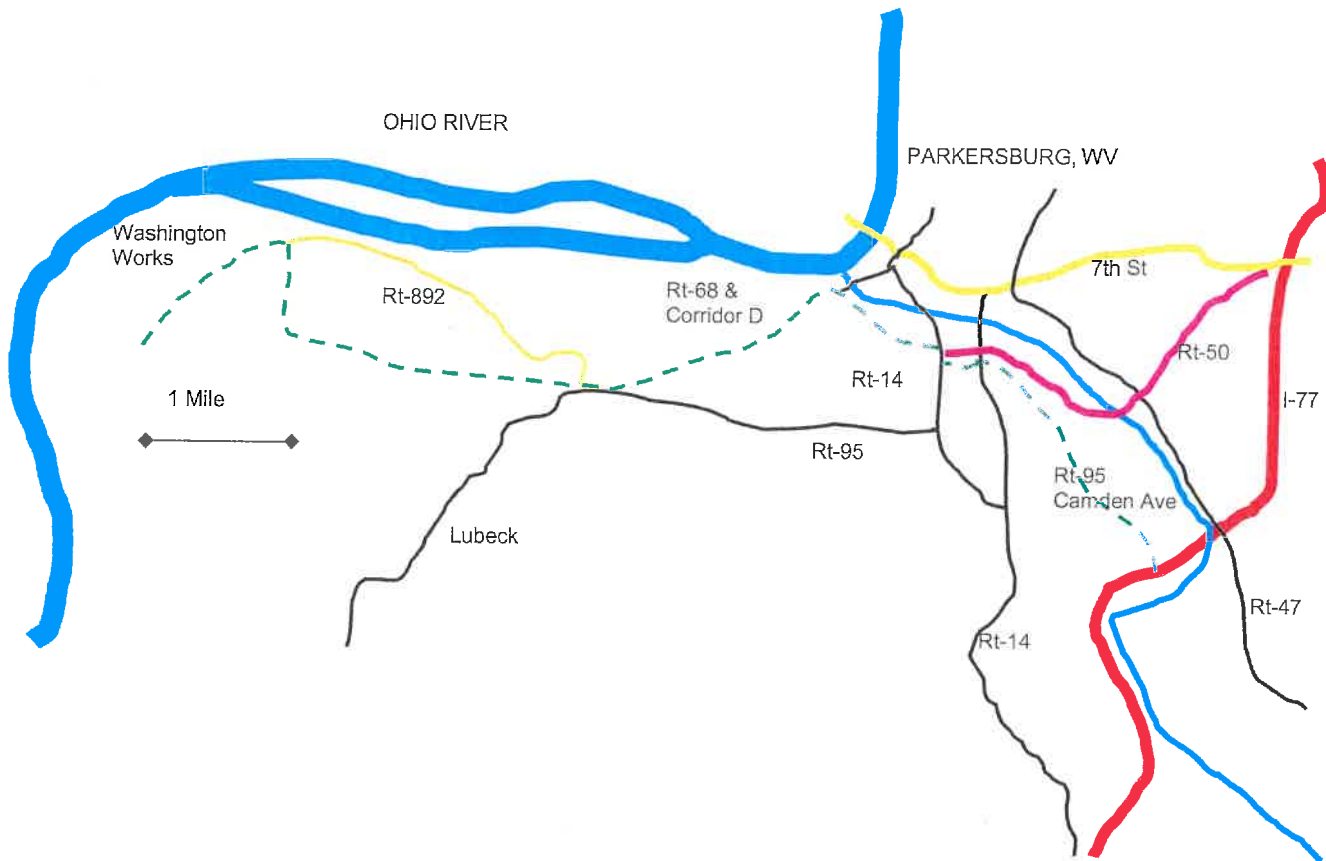 OHIO RIVER
PARKERSBURG, WV
Washington
Works
7th St
Rt-892
Rt-68 &
Corridor D
Rt-50
Rt-14
1 Mile
I-77
Rt-95
Rt-95
Camden Ave
Lubeck
Rt-47
Rt-14